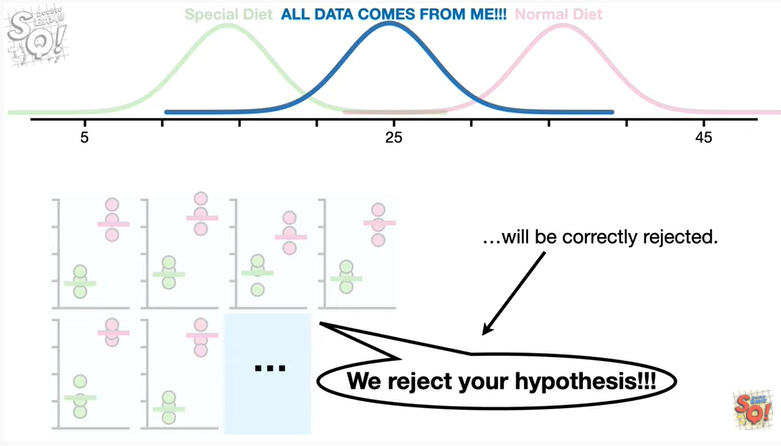 Special Diet ALL DATA COMES FROM ME!!! Normal Diet
5 25 45
...will be correctly rejected.
...
We reject your hypothesis!!!